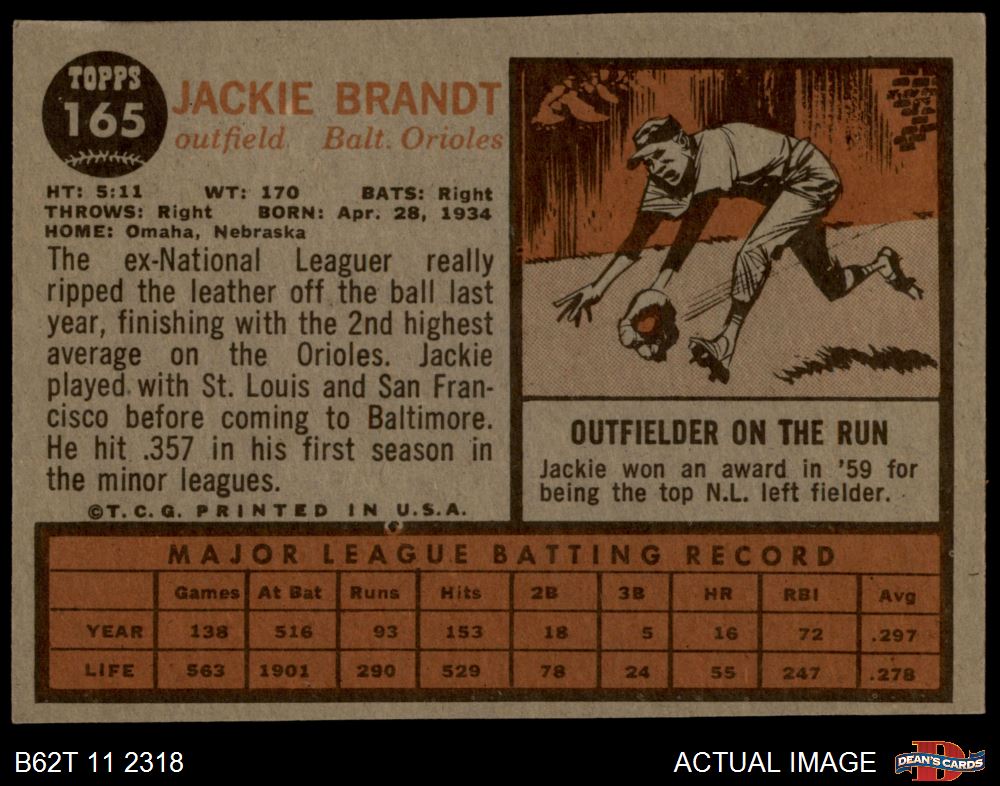 TOPPS
165
JACKIE BRANDT
outfield Balt. Orioles
HT: 5:11 WT: 170 BATS: Right
THROWS: Right BORN: Apr. 28, 1934
HOME: Omaha, Nebraska
The ex-National Leaguer really
ripped the leather off the ball last
year, finishing with the 2nd highest
average on the Orioles. Jackie
played with St. Louis and San Fran-
cisco before coming to Baltimore.
He hit .357 in his first season in
the minor leagues.
©T.C.G. PRINTED IN U.S.A.
OUTFIELDER ON THE RUN
Jackie won an award in '59 for
being the top N.L. left fielder.
MAJOR LEAGUE BATTING RECORD
Games At Bat Runs Hits 2B 3B HR RBI Avg
YEAR 138 516 93 153 18 5 16 72 .297
LIFE 563 1901 290 529 78 24 55 247 .278
B62T 11 2318
ACTUAL IMAGE
D
DEAN'S CARDS